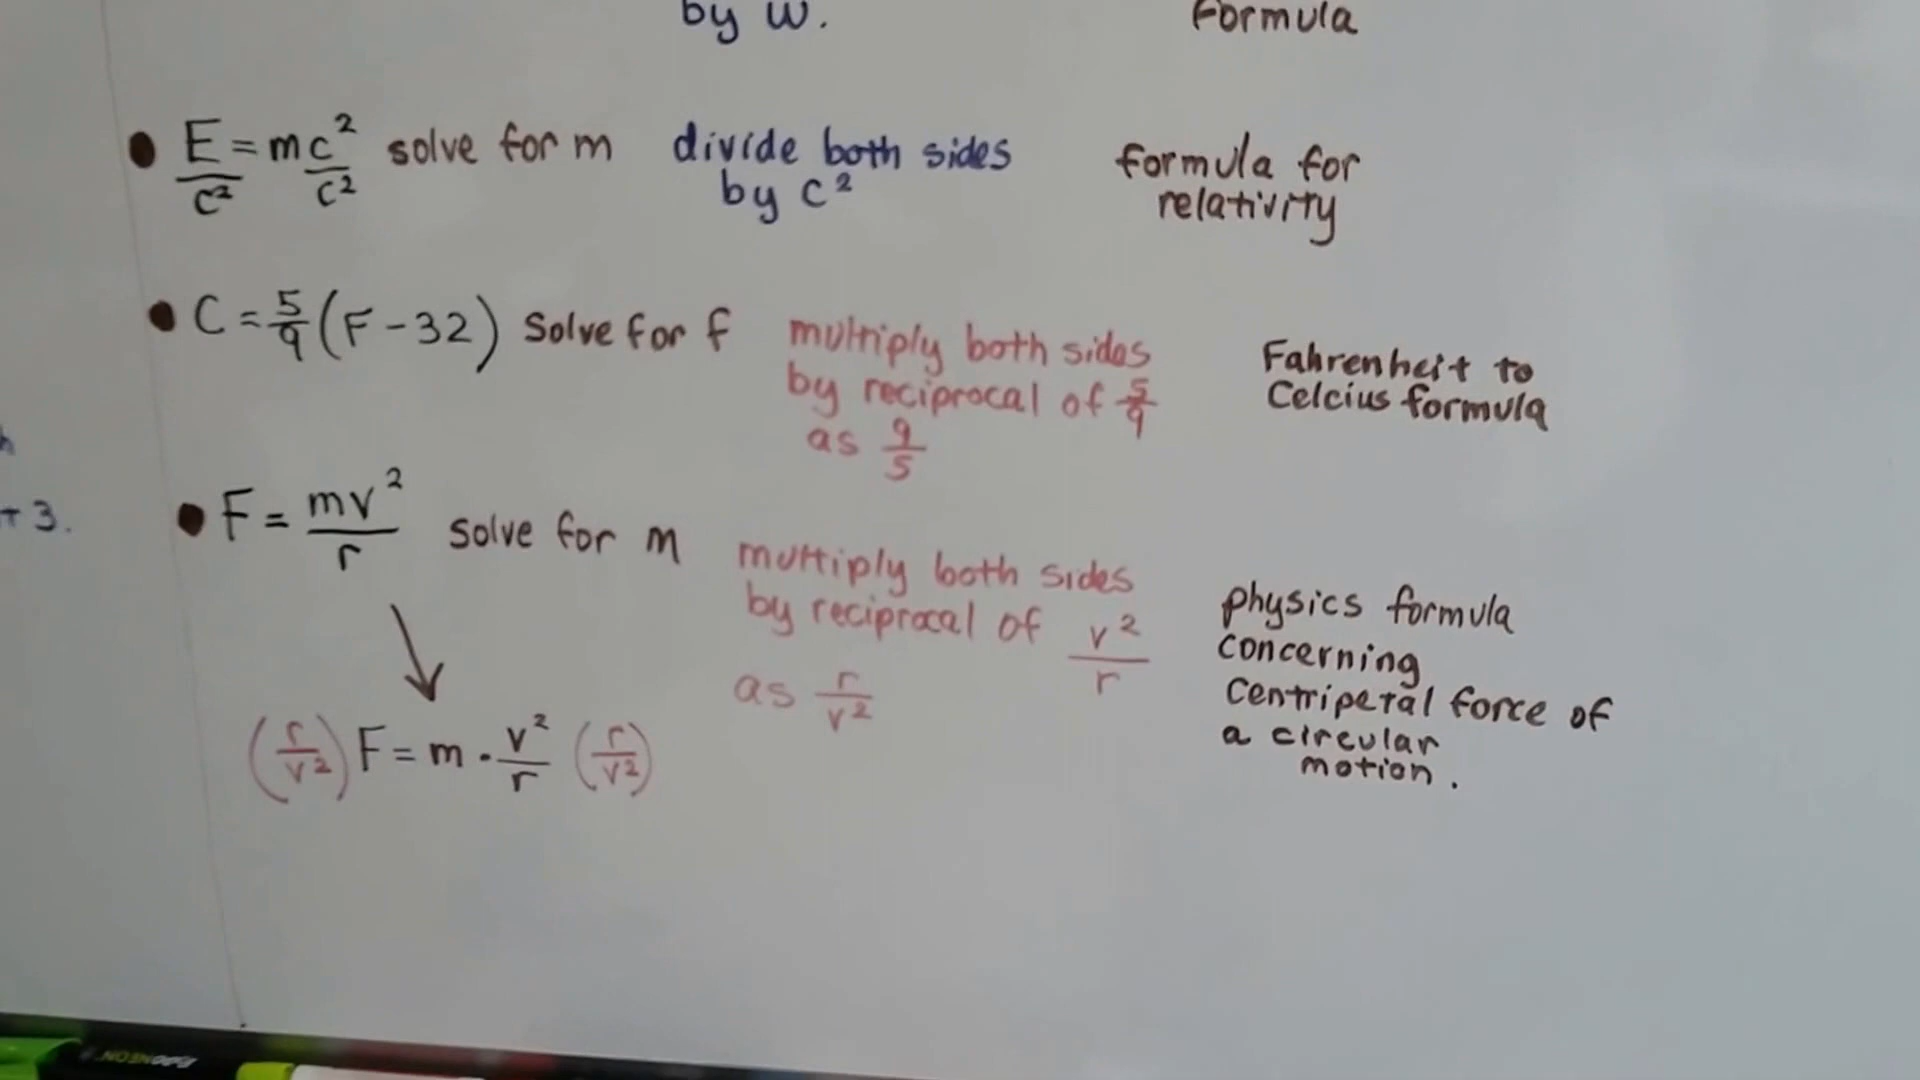 by w.
formula
E = mc² solve for m
c² c²
divide both sides
by c²
formula for
relativity
C = 5/9 (F - 32) Solve for f
multiply both sides
by reciprocal of 5/9
as 9/5
Fahrenheit to
Celcius formula
+ 3.
F = mv²/r solve for m
multiply both sides
by reciprocal of v²/r
as r/v²
physics formula
concerning
centripetal force of
a circular
motion.
(r/v²) F = m · v²/r (r/v²)